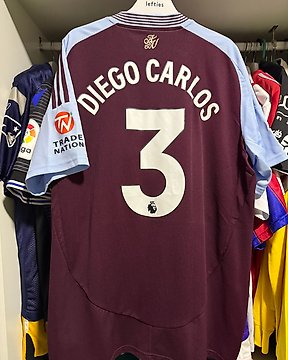 lefties
DIEGO CARLOS
3
TRADE
NATION